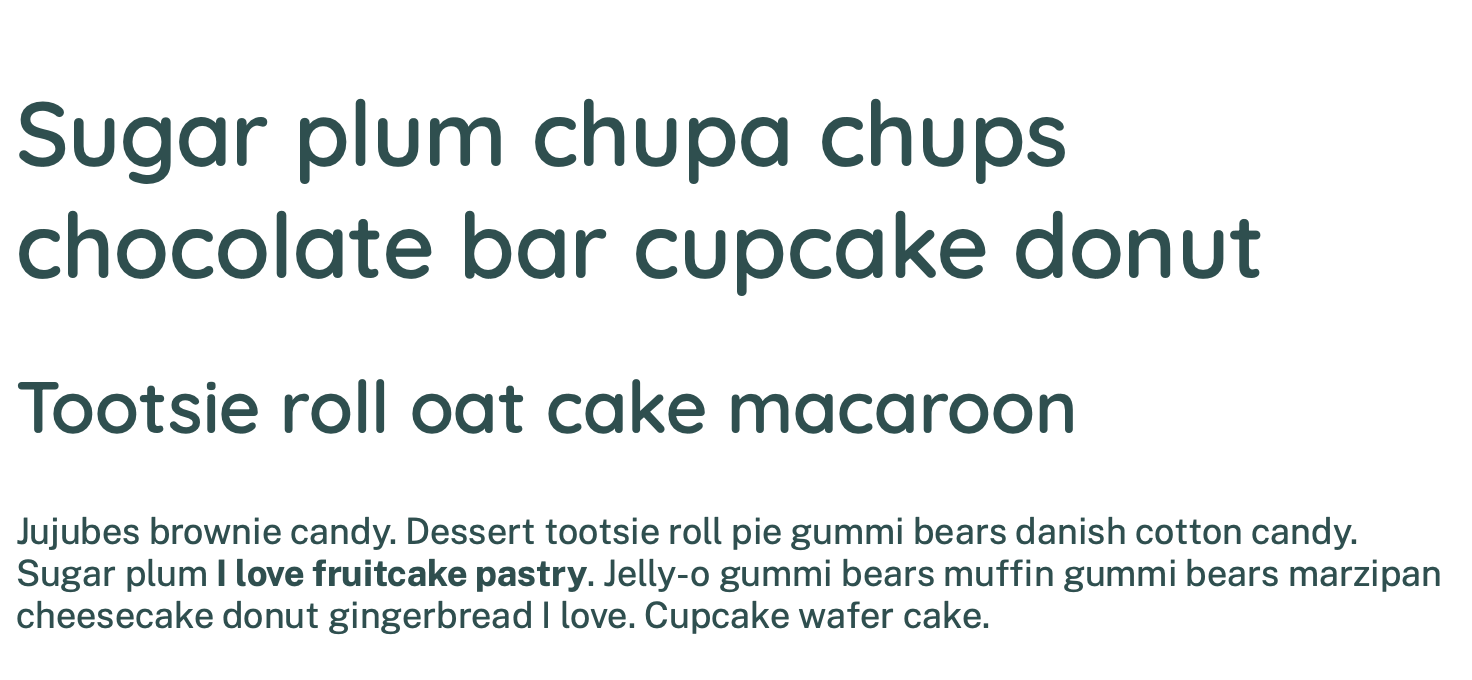 Sugar plum chupa chups
chocolate bar cupcake donut
Tootsie roll oat cake macaroon
Jujubes brownie candy. Dessert tootsie roll pie gummi bears danish cotton candy.
Sugar plum I love fruitcake pastry. Jelly-o gummi bears muffin gummi bears marzipan
cheesecake donut gingerbread I love. Cupcake wafer cake.